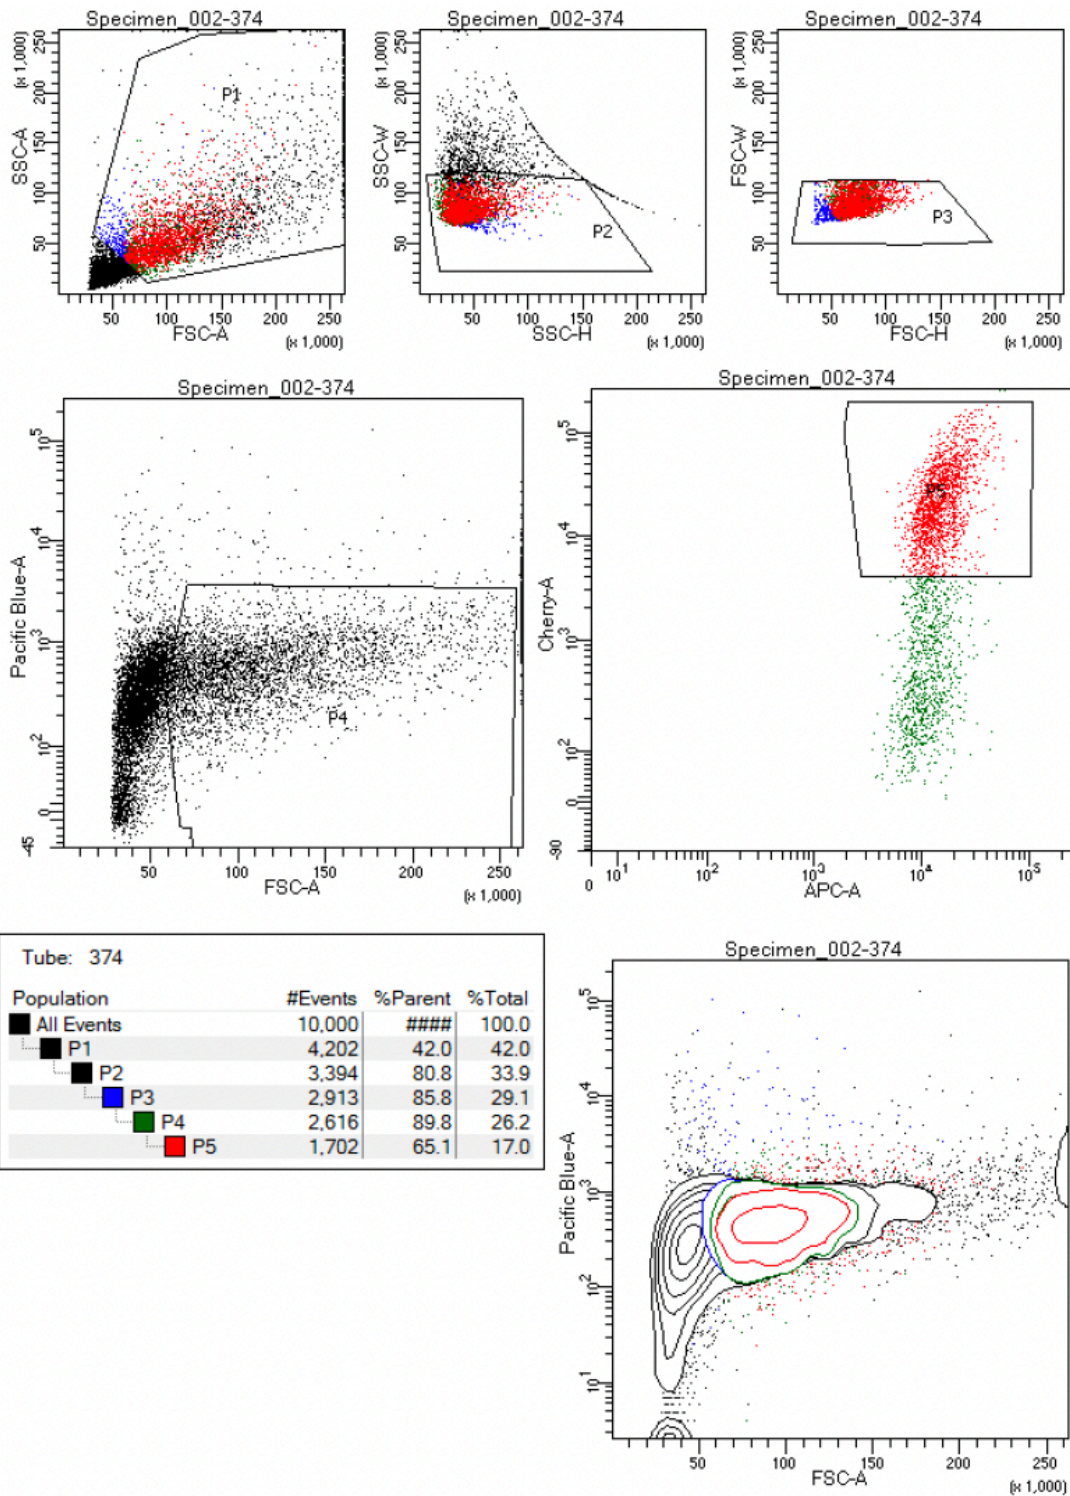 Specimen_002-374
Specimen_002-374
Specimen_002-374
(x 1,000)
SSC-A
50 100 150 200 250
P1
50 100 150 200 250
FSC-A
(x 1,000)
(x 1,000)
SSC-W
50 100 150 200 250
P2
50 100 150 200 250
SSC-H
(x 1,000)
(x 1,000)
FSC-W
50 100 150 200 250
P3
50 100 150 200 250
FSC-H
(x 1,000)
Specimen_002-374
Pacific Blue-A
-45 0 10^2 10^3 10^4 10^5
P4
50 100 150 200 250
FSC-A
(x 1,000)
Specimen_002-374
Cherry-A
-90 0 10^2 10^3 10^4 10^5
P5
0 10^1 10^2 10^3 10^4 10^5
APC-A
Tube: 374
Population #Events %Parent %Total
All Events 10,000 #### 100.0
P1 4,202 42.0 42.0
P2 3,394 80.8 33.9
P3 2,913 85.8 29.1
P4 2,616 89.8 26.2
P5 1,702 65.1 17.0
Specimen_002-374
Pacific Blue-A
10^1 10^2 10^3 10^4 10^5
50 100 150 200 250
FSC-A
(x 1,000)